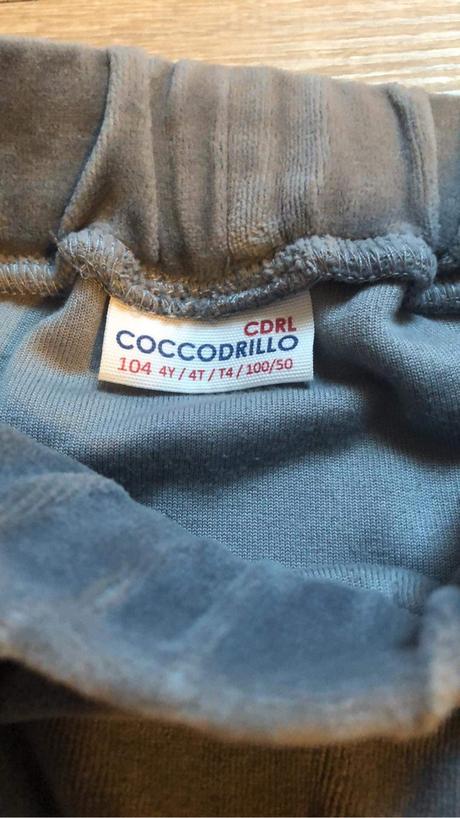 CDRL
COCCODRILLO
104 4Y / 4T / T4 / 100/50